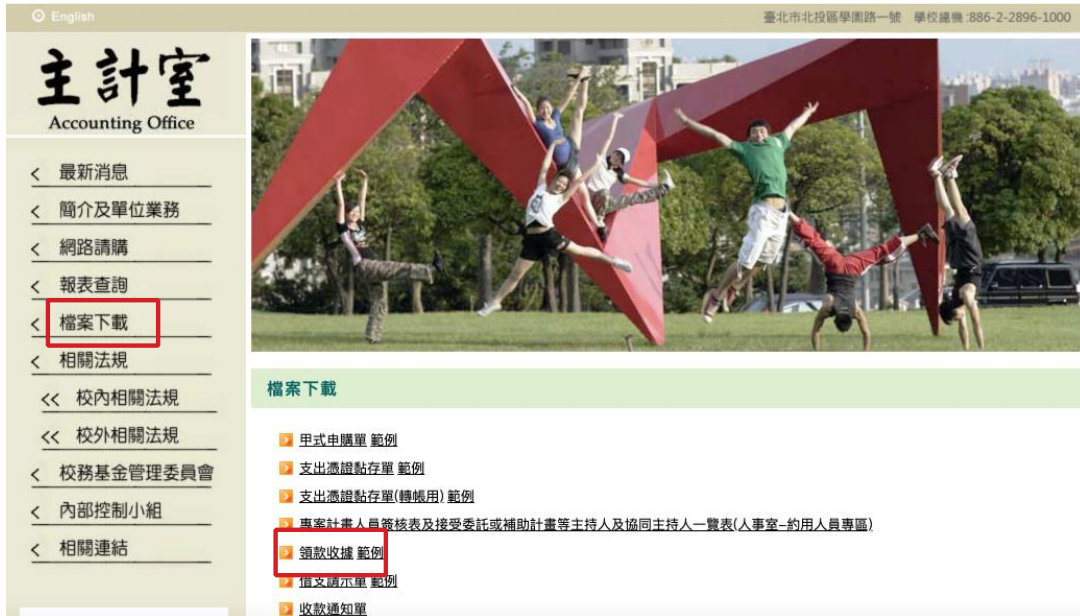 English
臺北市北投區學園路一號 學校總機:886-2-2896-1000
主計室
Accounting Office
< 最新消息
< 簡介及單位業務
< 網路請購
< 報表查詢
< 檔案下載
< 相關法規
<< 校內相關法規
<< 校外相關法規
< 校務基金管理委員會
< 內部控制小組
< 相關連結
檔案下載
甲式申購單 範例
支出憑證黏存單 範例
支出憑證黏存單(轉帳用) 範例
專案計畫人員簽核表及接受委託或補助計畫等主持人及協同主持人一覽表(人事室–約用人員專區)
領款收據 範例
借支請示單 範例
收款通知單